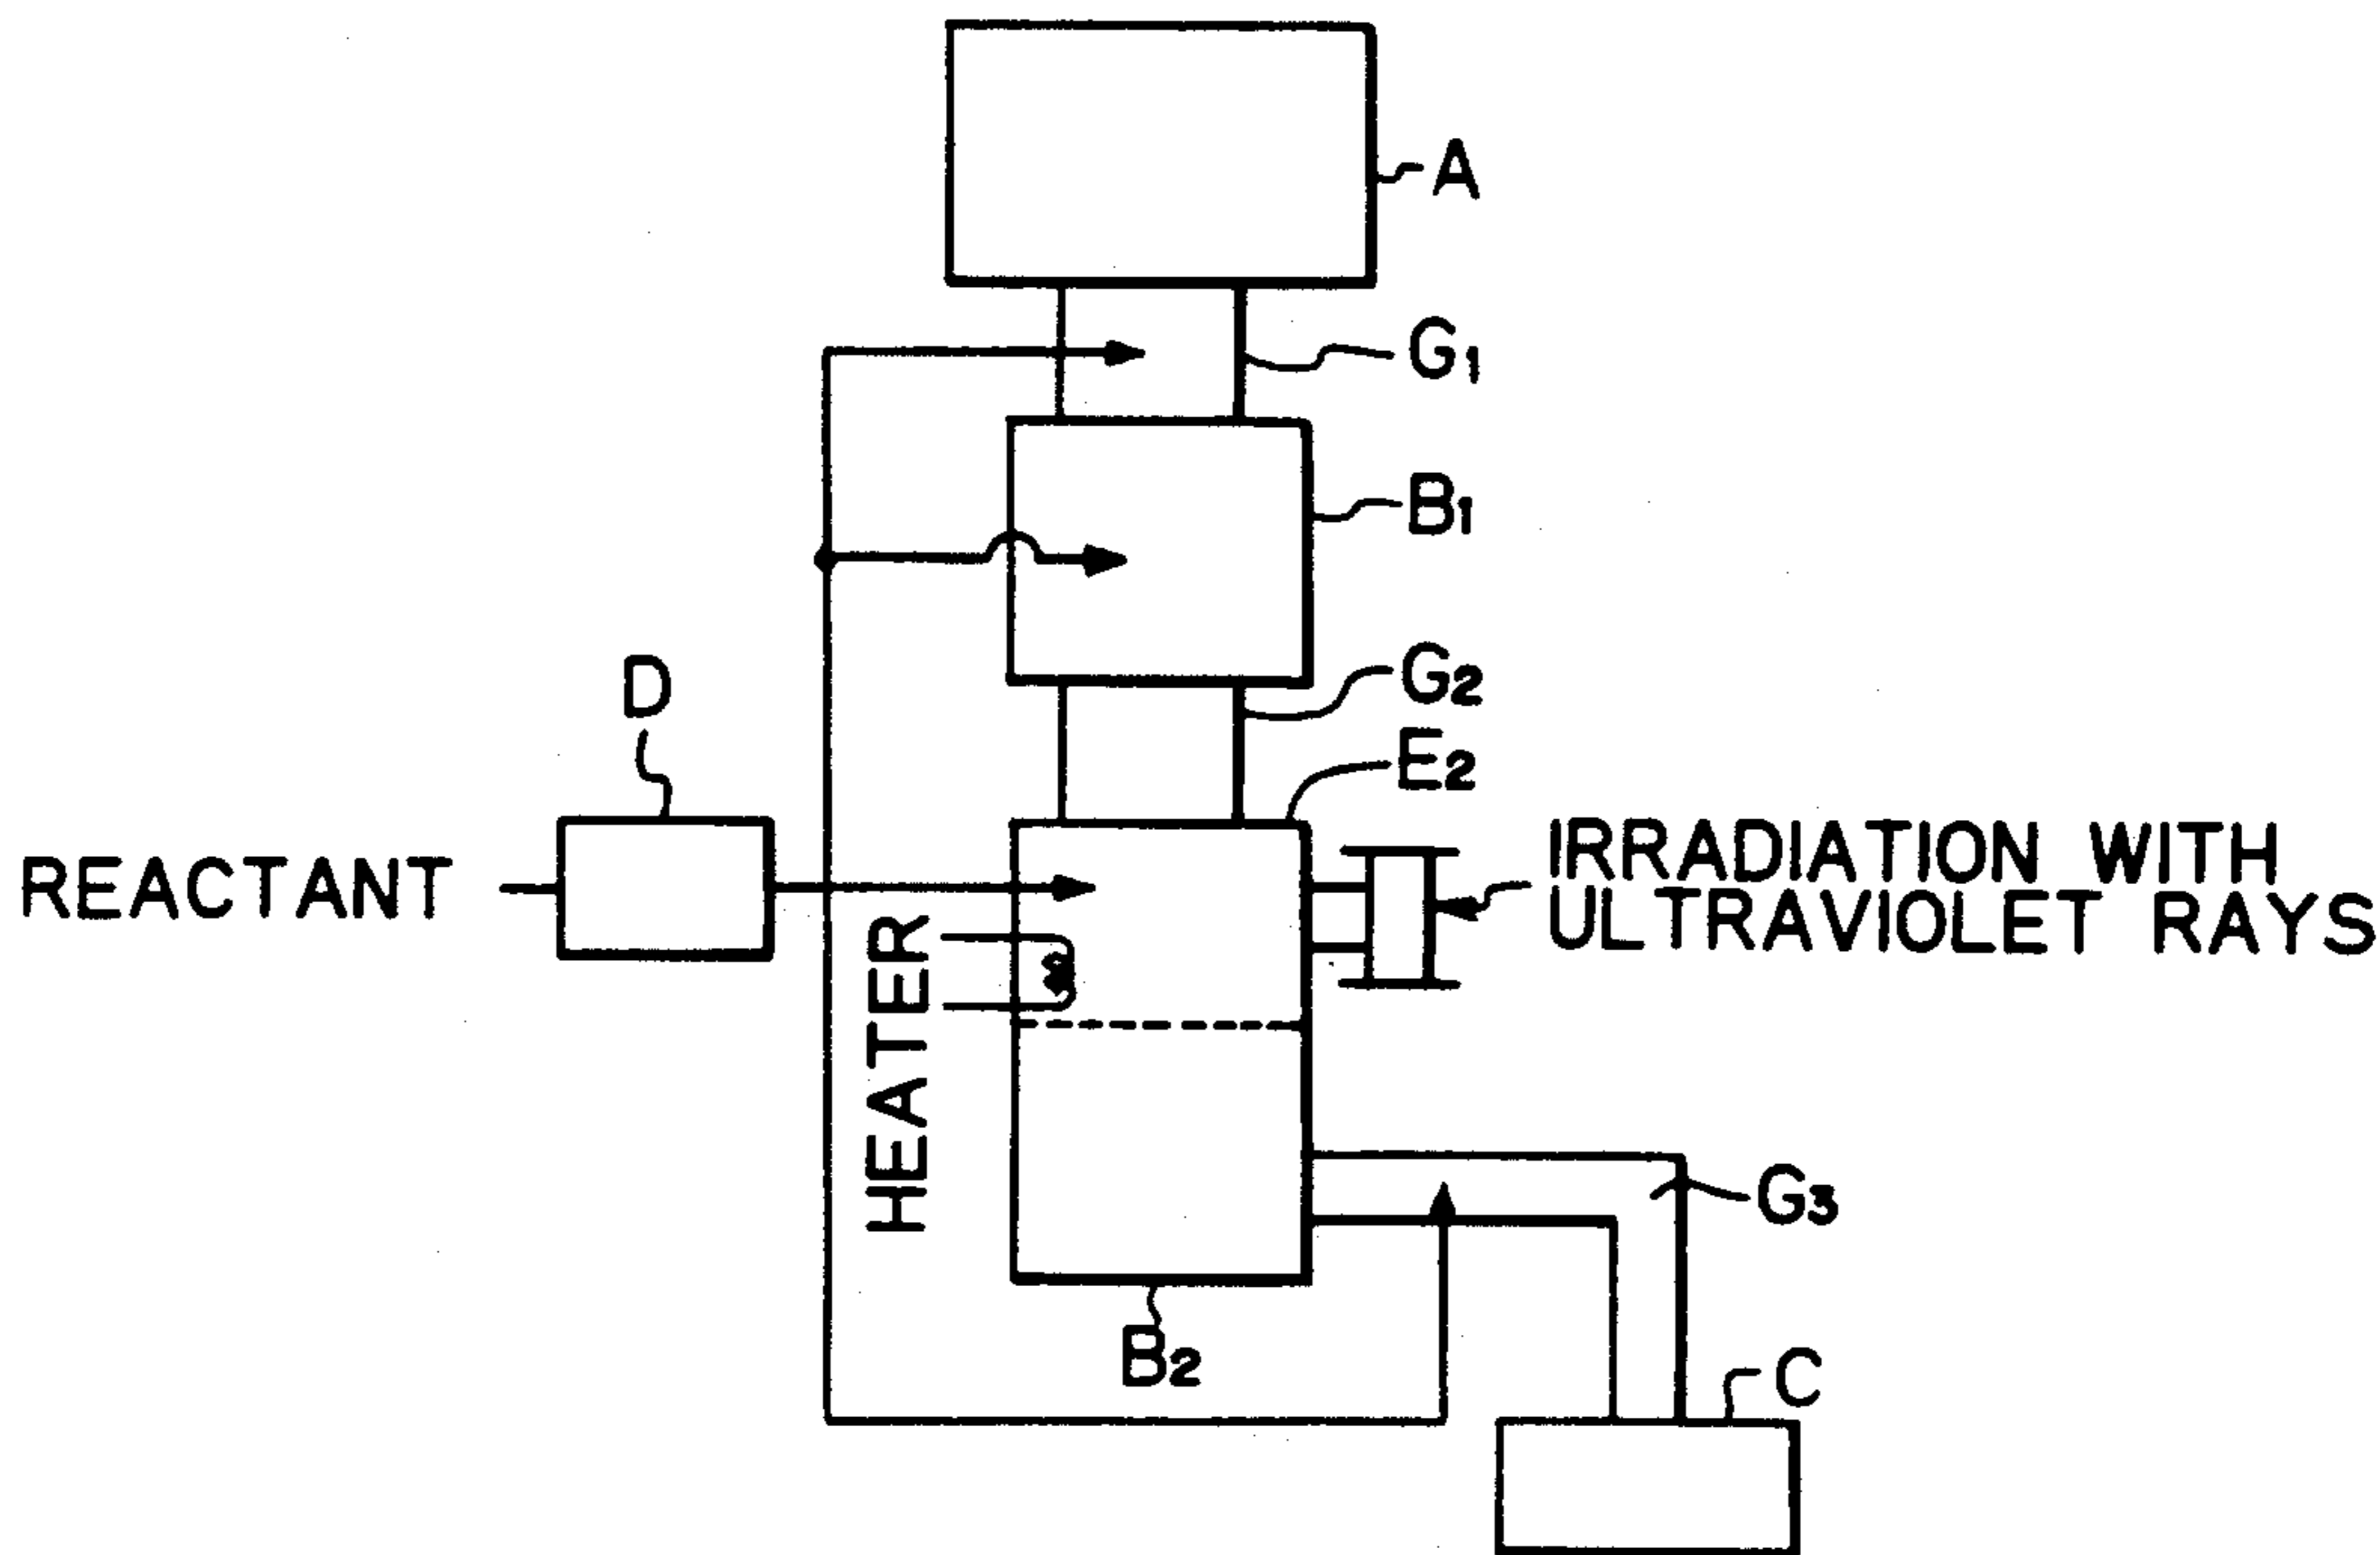 A
G1
B1
G2
E2
D
REACTANT
IRRADIATION WITH
ULTRAVIOLET RAYS
HEATER
G3
B2
C